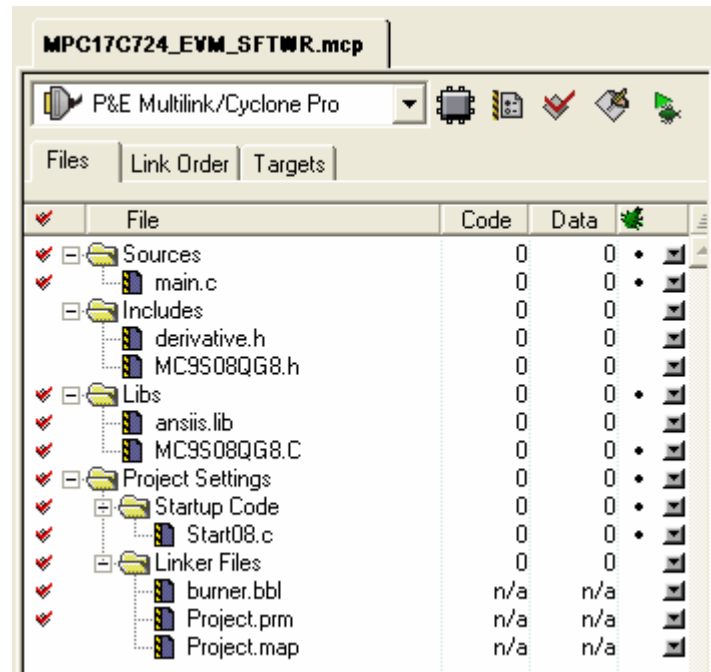 MPC17C724_EVM_SFTWR.mcp
P&E Multilink/Cyclone Pro
Files Link Order Targets
File Code Data
Sources 0 0
main.c 0 0
Includes 0 0
derivative.h 0 0
MC9S08QG8.h 0 0
Libs 0 0
ansiis.lib 0 0
MC9S08QG8.C 0 0
Project Settings 0 0
Startup Code 0 0
Start08.c 0 0
Linker Files 0 0
burner.bbl n/a n/a
Project.prm n/a n/a
Project.map n/a n/a